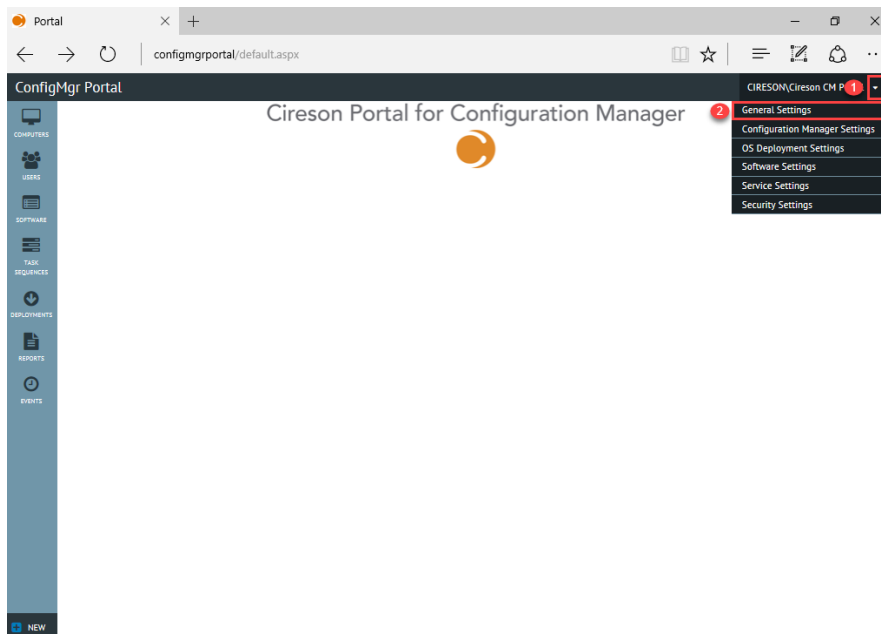 Portal
configmgrportal/default.aspx
ConfigMgr Portal
CIRESON\Cireson CM P
1
Cireson Portal for Configuration Manager
2
General Settings
Configuration Manager Settings
OS Deployment Settings
Software Settings
Service Settings
Security Settings
COMPUTERS
USERS
SOFTWARE
TASK
SEQUENCES
DEPLOYMENTS
REPORTS
EVENTS
NEW